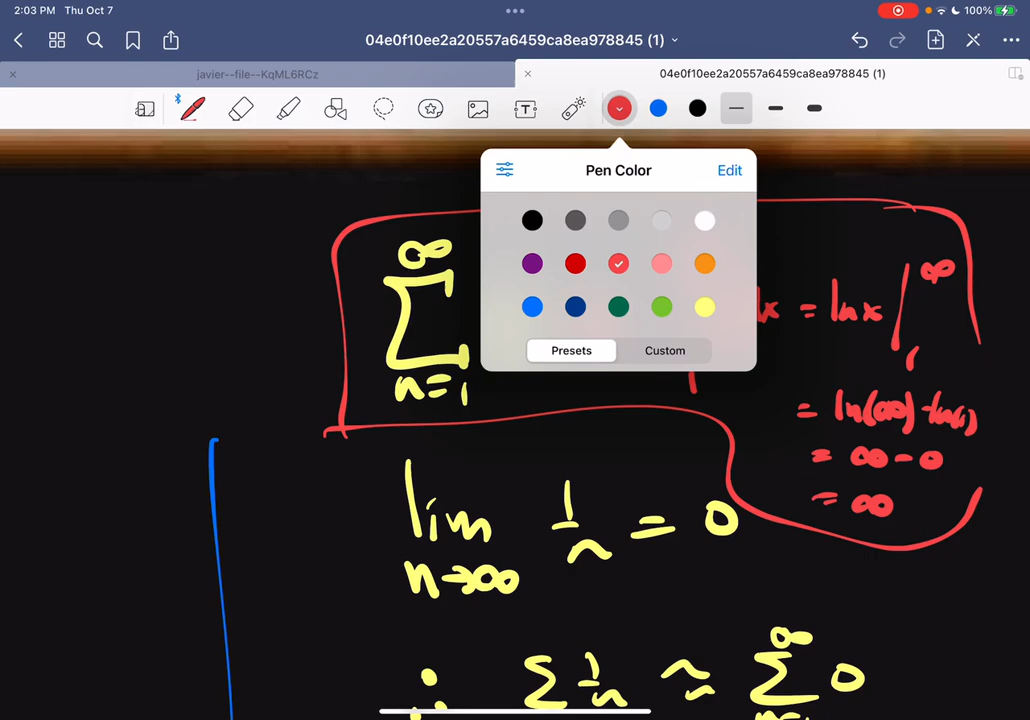 2:03 PM Thu Oct 7
100%
04e0f10ee2a20557a6459ca8ea978845 (1)
javier--file--KqML6RCz
04e0f10ee2a20557a6459ca8ea978845 (1)
T
Pen Color
Edit
Presets
Custom
∞
∑
n=1
x = ln x |
∞
1
= ln(∞) - ln(1)
= ∞ - 0
= ∞
lim 1/n = 0
n→∞
∴ ∑ 1/n ≈ ∑ 0
∞